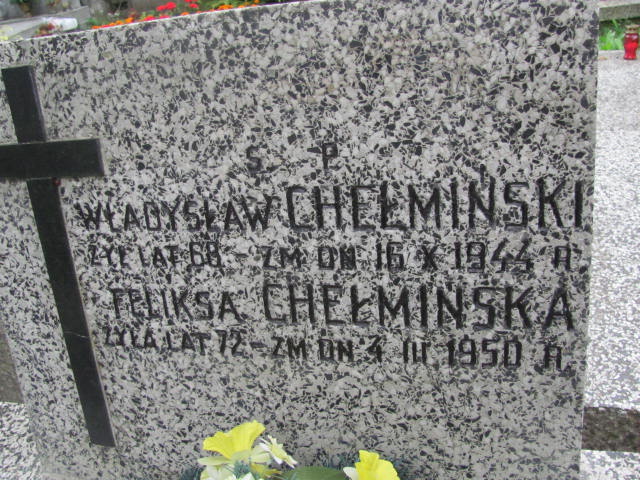 Ś P
WŁADYSŁAW CHEŁMIŃSKI
ŻYŁ LAT 68 - ZM DN 16 X 1944 R
FELIKSA CHEŁMIŃSKA
ŻYŁA LAT 72 - ZM DN 4 III 1950 R